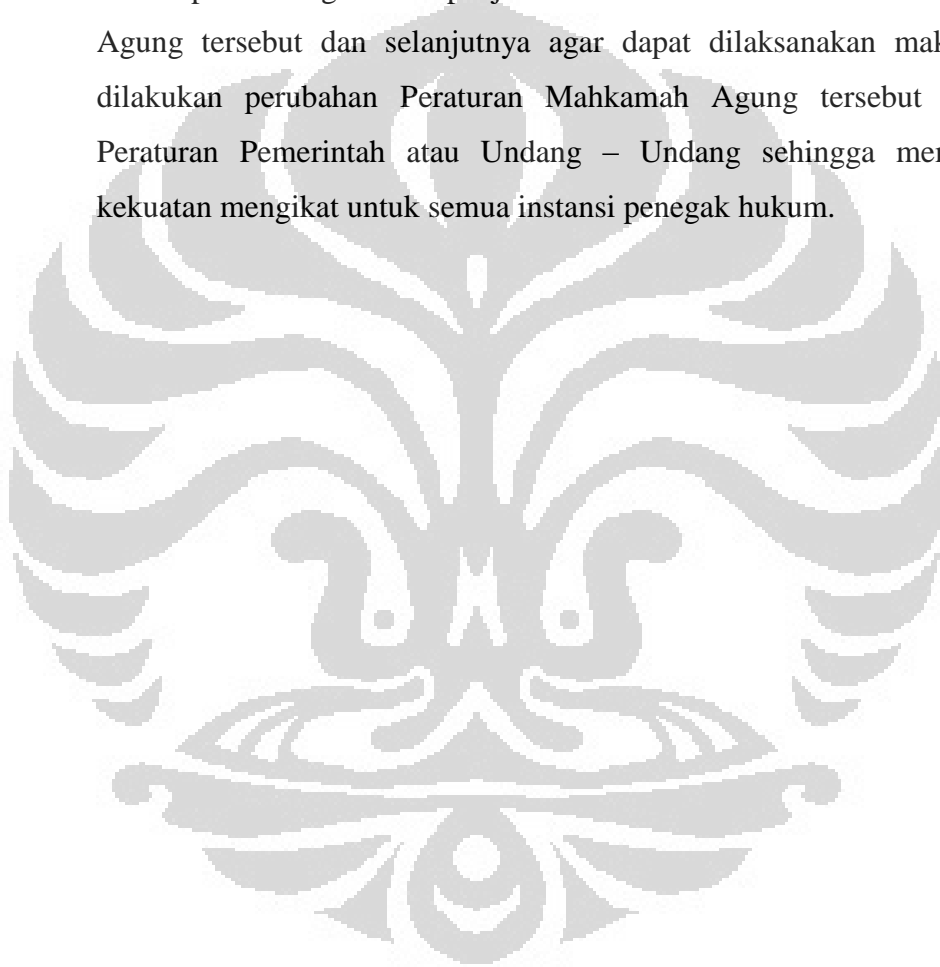 Agung tersebut dan selanjutnya agar dapat dilaksanakan mak
dilakukan perubahan Peraturan Mahkamah Agung tersebut
Peraturan Pemerintah atau Undang – Undang sehingga mem
kekuatan mengikat untuk semua instansi penegak hukum.